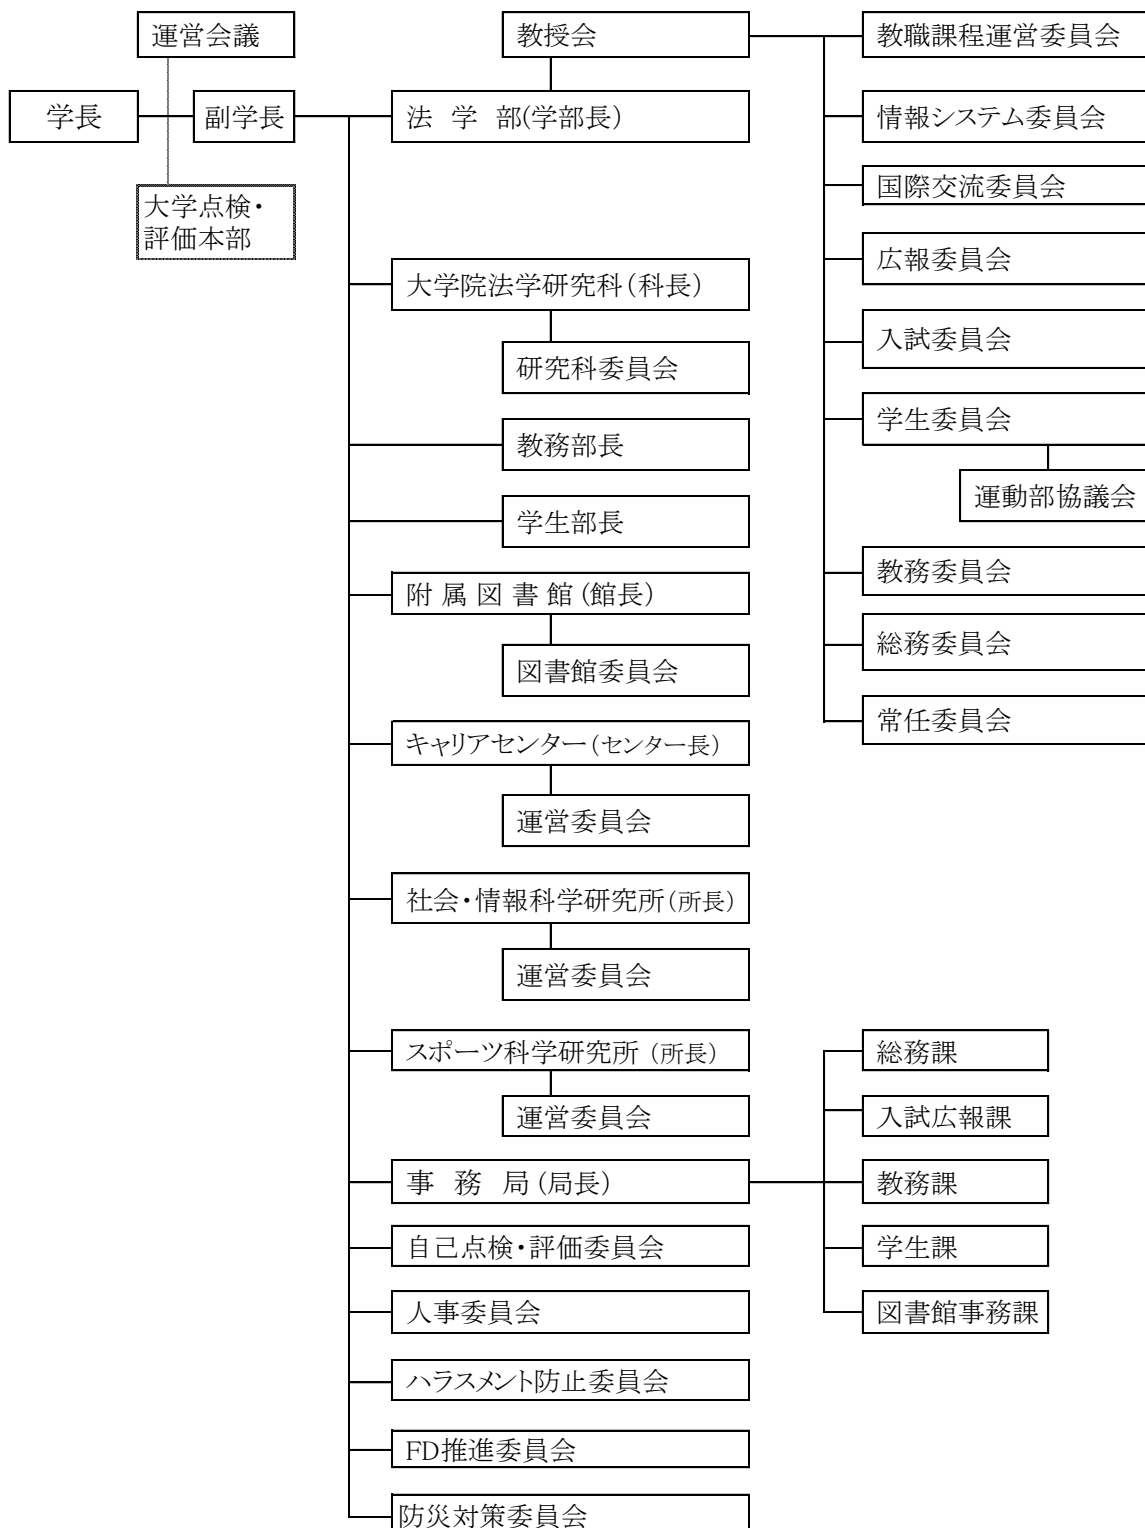 運営会議
教授会
教職課程運営委員会
学長
副学長
法 学 部(学部長)
情報システム委員会
大学点検・
評価本部
国際交流委員会
広報委員会
大学院法学研究科(科長)
入試委員会
研究科委員会
学生委員会
教務部長
運動部協議会
学生部長
教務委員会
附 属 図 書 館 (館長)
総務委員会
図書館委員会
常任委員会
キャリアセンター(センター長)
運営委員会
社会・情報科学研究所(所長)
運営委員会
スポーツ科学研究所 (所長)
総務課
運営委員会
入試広報課
事 務 局 (局長)
教務課
自己点検・評価委員会
学生課
人事委員会
図書館事務課
ハラスメント防止委員会
FD推進委員会
防災対策委員会